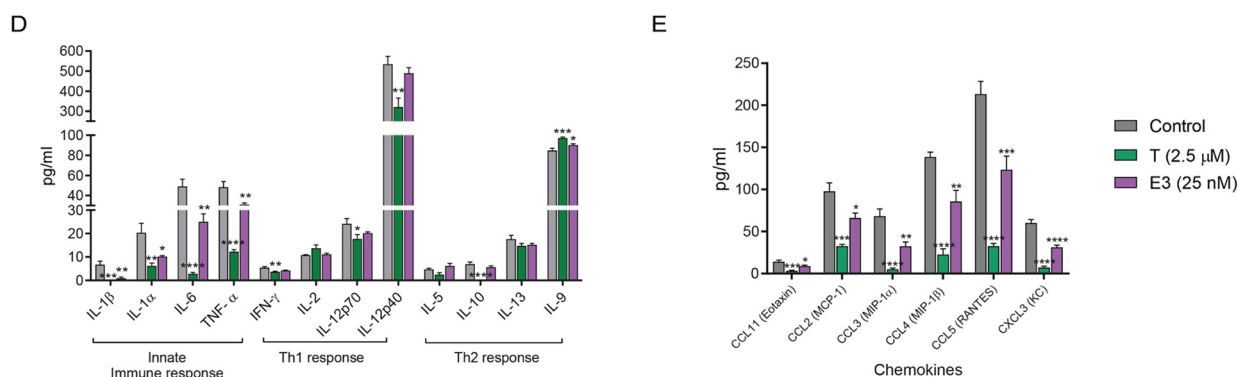 D
pg/ml
600
500
400
300
100
80
60
40
30
20
10
0
*** ** ** * **** ** **** ** ** * ** **** *** *
IL-1β IL-1α IL-6 TNF- α IFN-γ IL-2 IL-12p70 IL-12p40 IL-5 IL-10 IL-13 IL-9
Innate
Immune response
Th1 response
Th2 response
E
pg/ml
250
200
150
100
50
0
*** * *** * **** ** **** ** **** *** **** ****
CCL11 (Eotaxin) CCL2 (MCP-1) CCL3 (MIP-1α) CCL4 (MIP-1β) CCL5 (RANTES) CXCL3 (KC)
Chemokines
Control
T (2.5 μM)
E3 (25 nM)